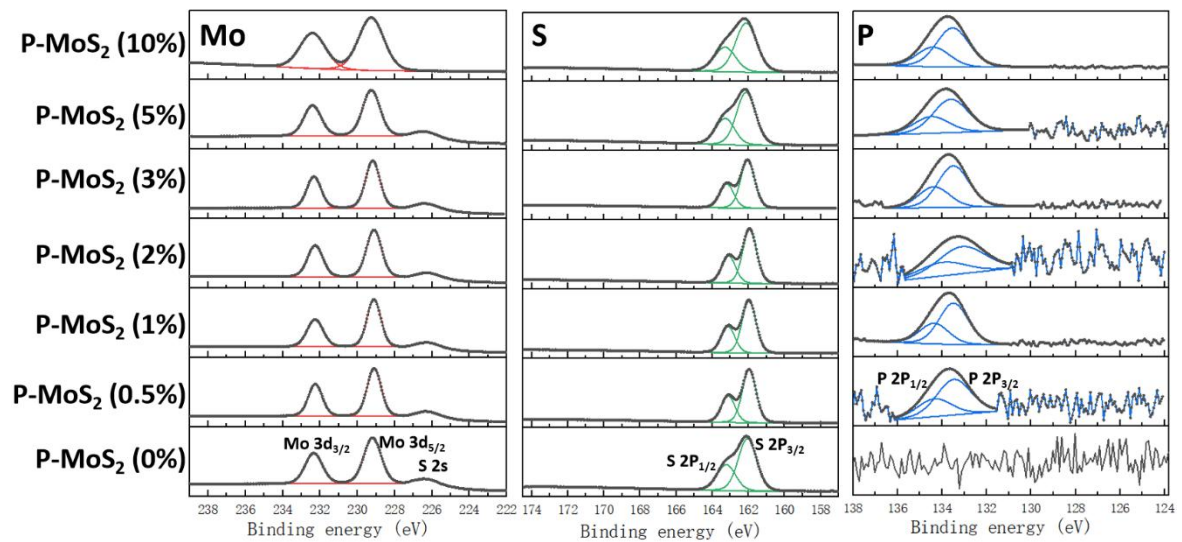 P-MoS₂ (10%)
Mo
S
P
P-MoS₂ (5%)
P-MoS₂ (3%)
P-MoS₂ (2%)
P-MoS₂ (1%)
P-MoS₂ (0.5%)
P 2P₁/₂ P 2P₃/₂
P-MoS₂ (0%)
Mo 3d₃/₂ Mo 3d₅/₂
S 2s
S 2P₁/₂ S 2P₃/₂
238 236 234 232 230 228 226 224 222
174 172 170 168 166 164 162 160 158
138 136 134 132 130 128 126 124
Binding energy (eV)
Binding energy (eV)
Binding energy (eV)